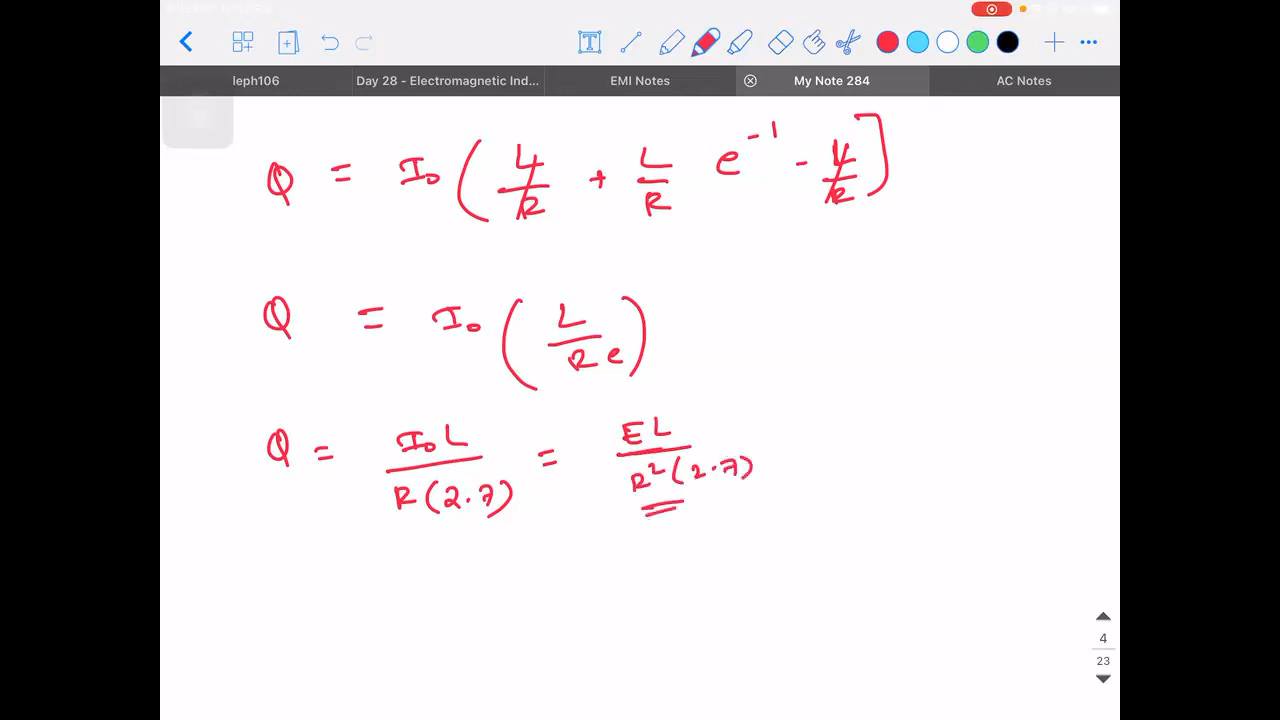 leph106 Day 28 - Electromagnetic Ind... EMI Notes My Note 284 AC Notes
Q = I₀ ( L/R + L/R e⁻¹ - L/R ]
Q = I₀ ( L/Re )
Q = I₀L/R(2.7) = EL/R²(2.7)
4
23